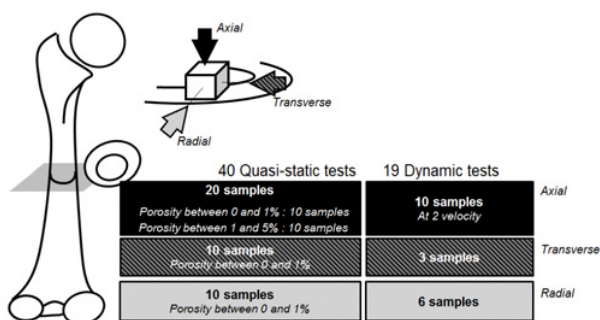 Axial
Transverse
Radial
40 Quasi-static tests
19 Dynamic tests
20 samples
Porosity between 0 and 1% : 10 samples
Porosity between 1 and 5% : 10 samples
10 samples
At 2 velocity
Axial
10 samples
Porosity between 0 and 1%
3 samples
Transverse
10 samples
Porosity between 0 and 1%
6 samples
Radial